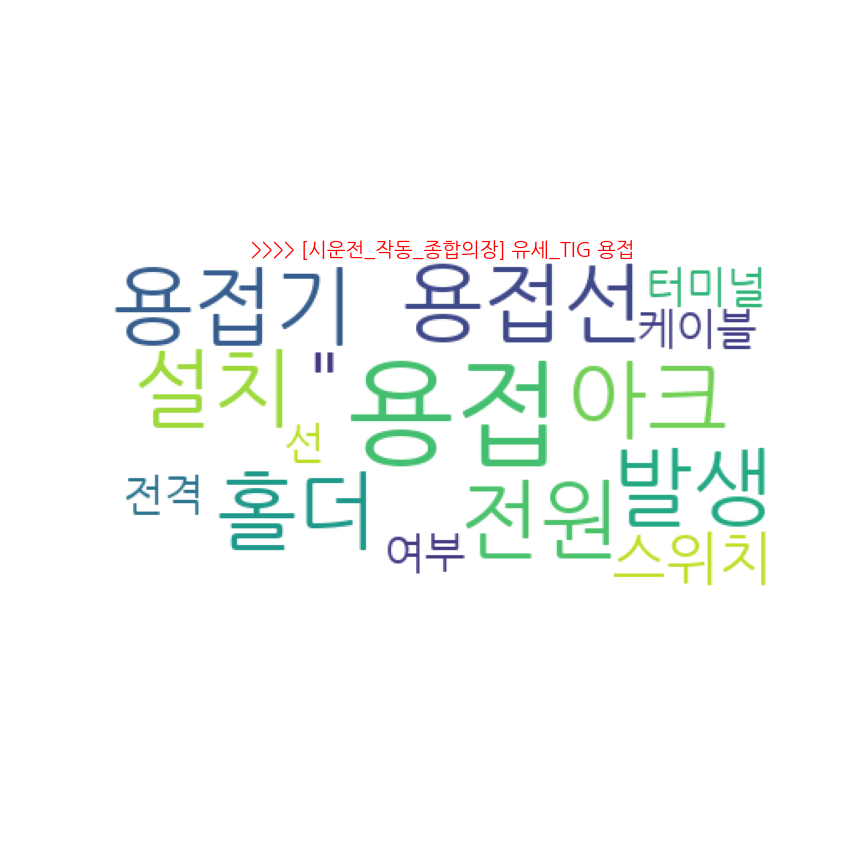 >>>> [시운전_작동_종합의장] 유세_TIG 용접
용접기 용접선 터미널
케이블
설치 " 용접 아크
선
전격 홀더 전원 발생
여부 스위치